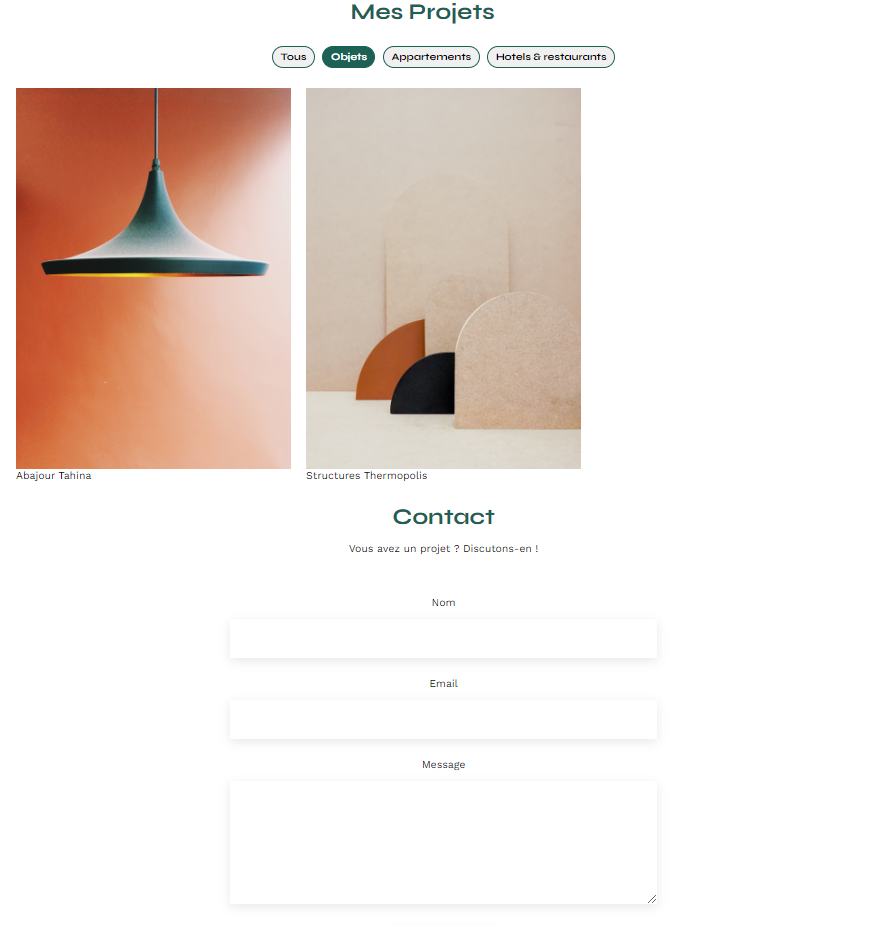 Mes Projets
Tous Objets Appartements Hotels & restaurants
Abajour Tahina
Structures Thermopolis
Contact
Vous avez un projet ? Discutons-en !
Nom
Email
Message